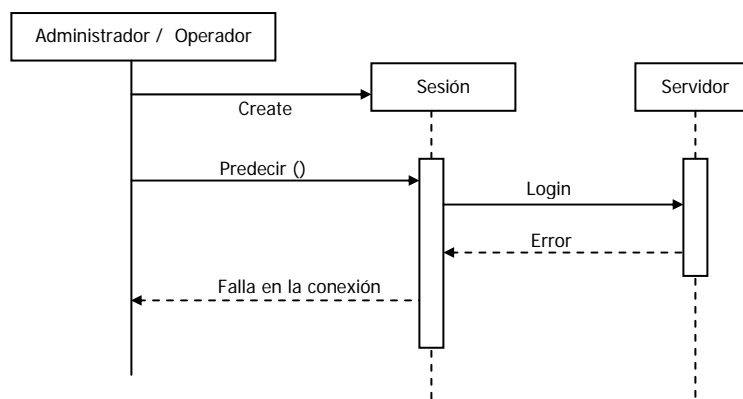 Administrador / Operador
Sesión
Servidor
Create
Predecir ()
Login
Error
Falla en la conexión